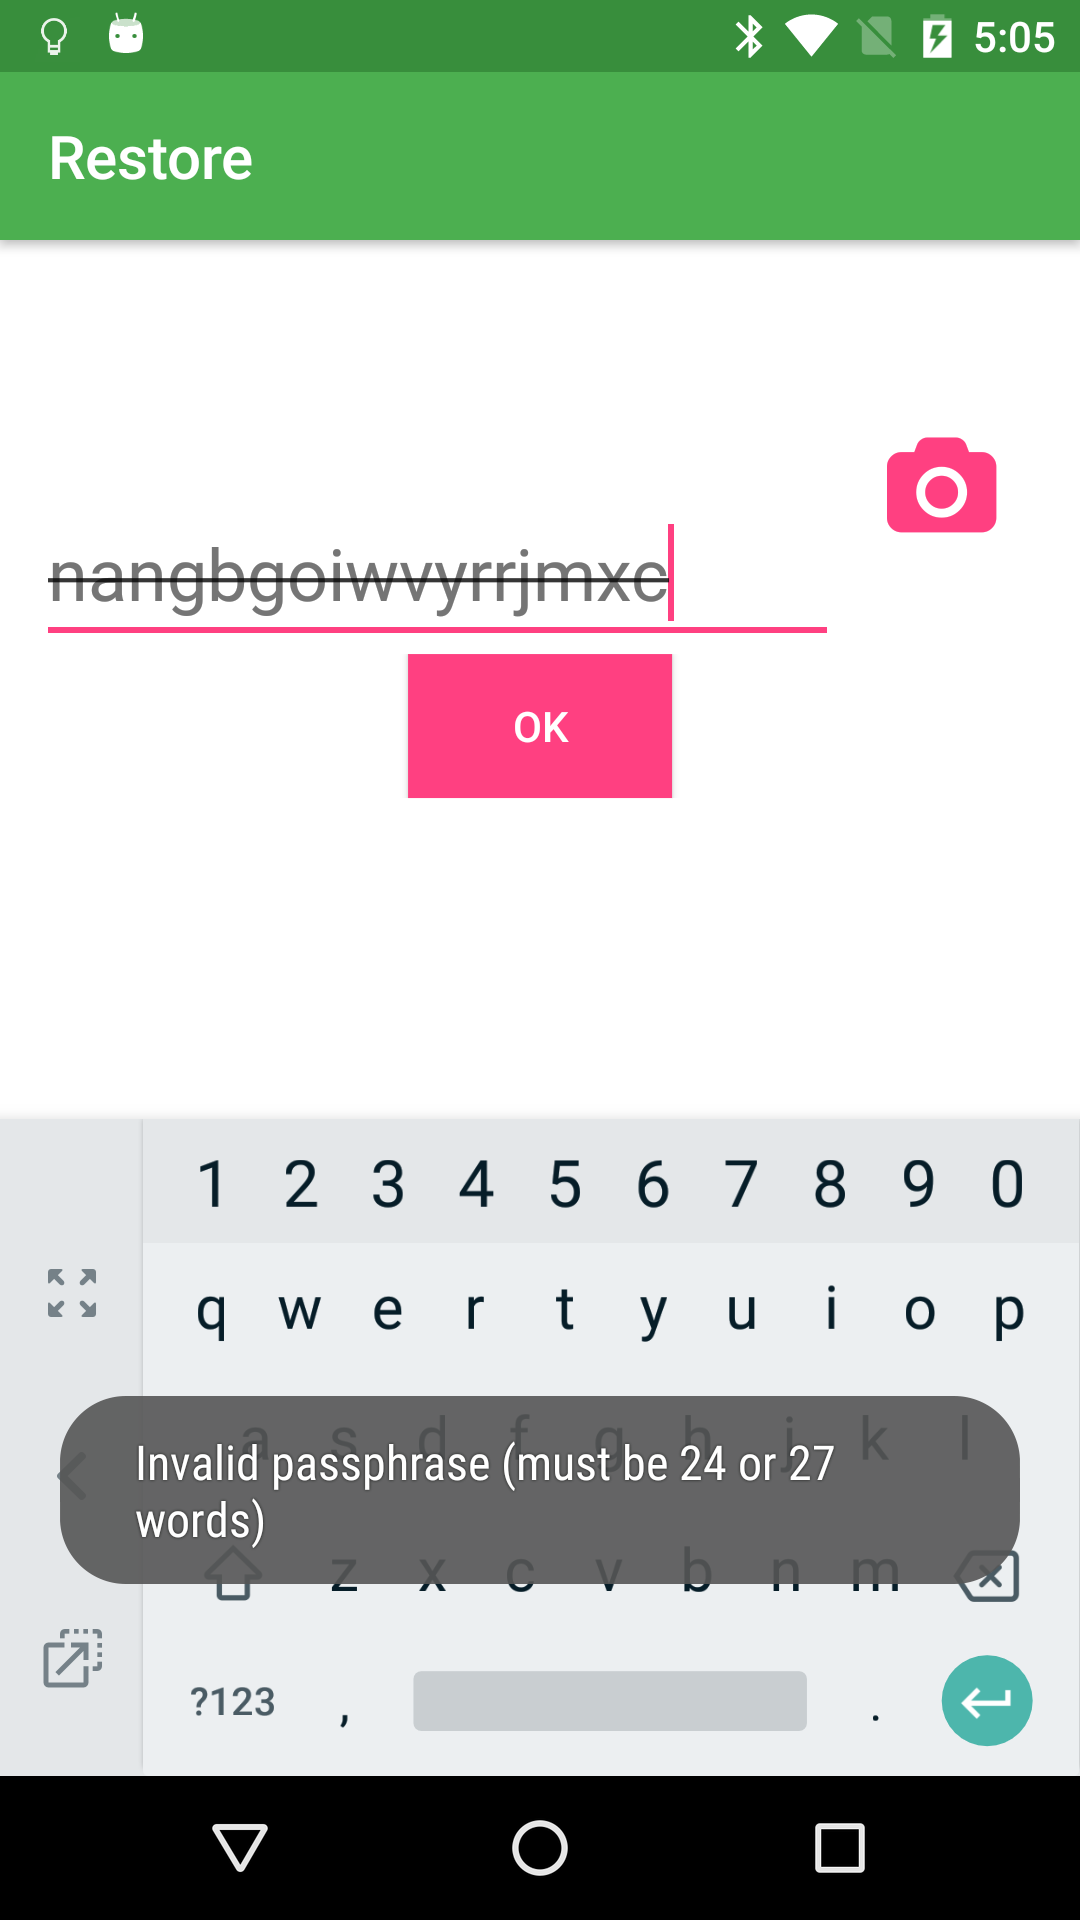 5:05
Restore
nangbgoiwvyrrjmxc
OK
1 2 3 4 5 6 7 8 9 0
q w e r t y u i o p
a s d f g h j k l
Invalid passphrase (must be 24 or 27
words)
z x c v b n m
?123 , .